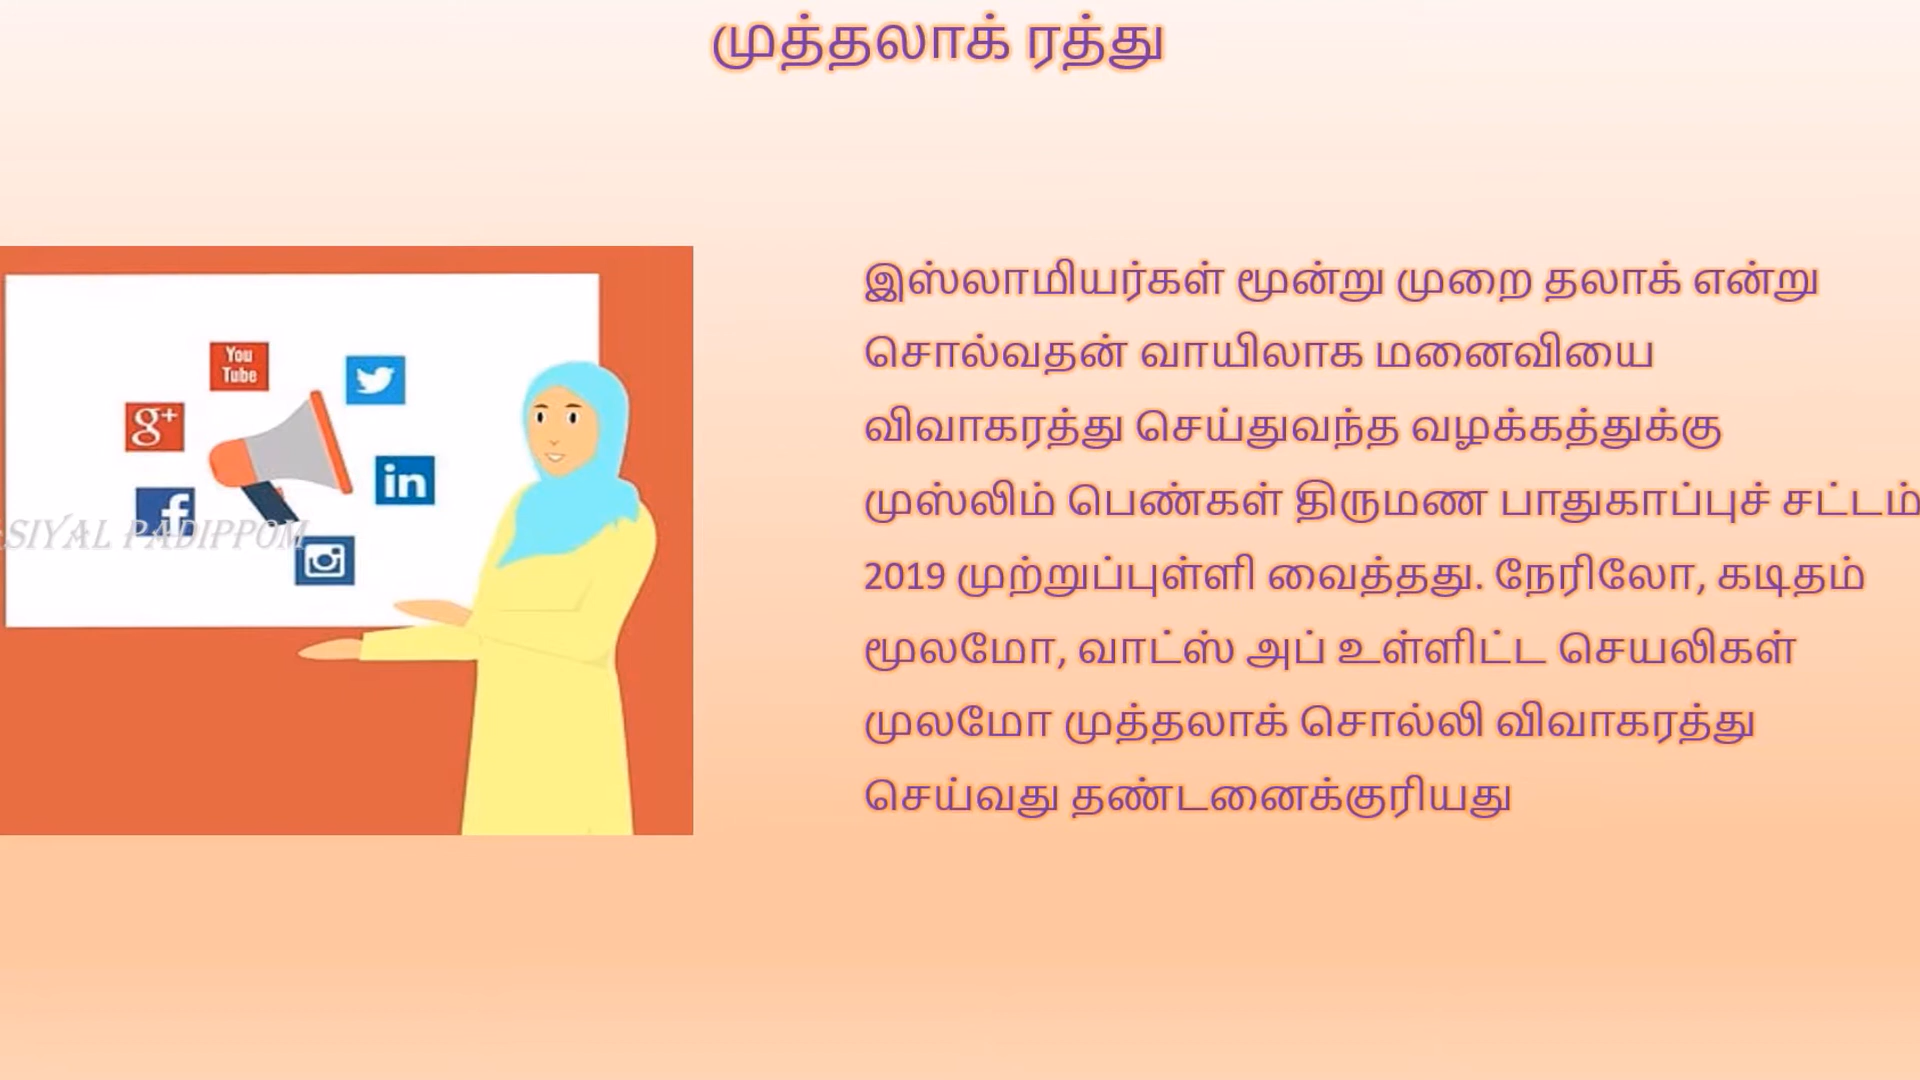 முத்தலாக் ரத்து
இஸ்லாமியர்கள் மூன்று முறை தலாக் என்று
சொல்வதன் வாயிலாக மனைவியை
விவாகரத்து செய்துவந்த வழக்கத்துக்கு
முஸ்லிம் பெண்கள் திருமண பாதுகாப்புச் சட்டம்
2019 முற்றுப்புள்ளி வைத்தது. நேரிலோ, கடிதம்
மூலமோ, வாட்ஸ் அப் உள்ளிட்ட செயலிகள்
முலமோ முத்தலாக் சொல்லி விவாகரத்து
செய்வது தண்டனைக்குரியது
You
Tube
g+
in
f
SIYAL PADIPPOM